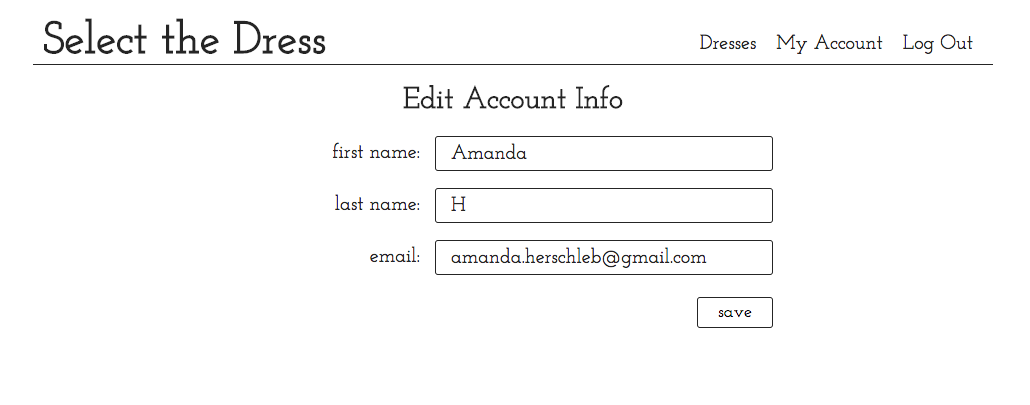 Select the Dress
Dresses My Account Log Out
Edit Account Info
first name: Amanda
last name: H
email: amanda.herschleb@gmail.com
save